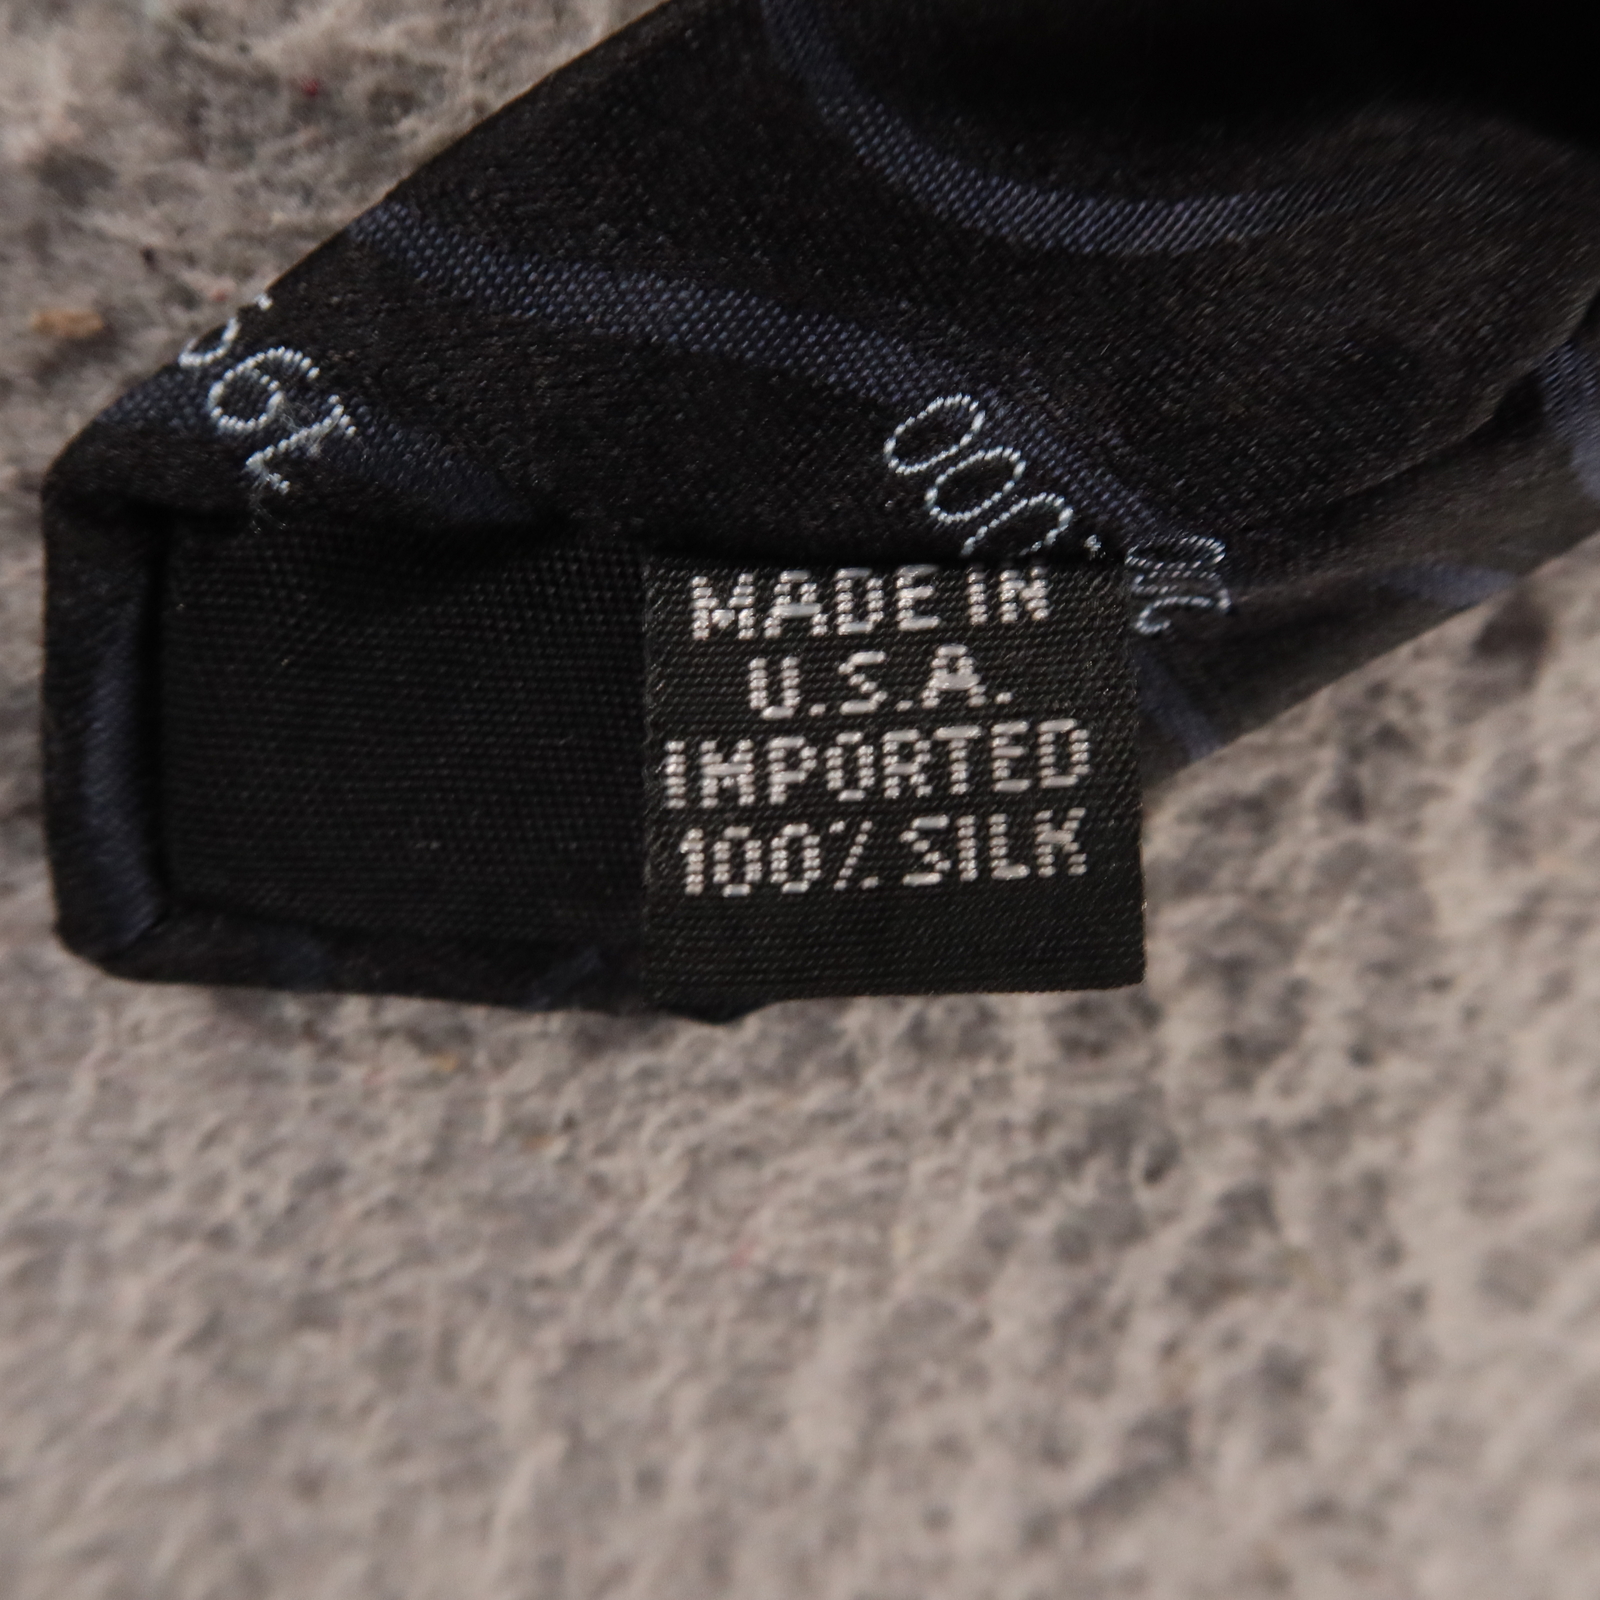 MADE IN
U.S.A.
IMPORTED
100% SILK